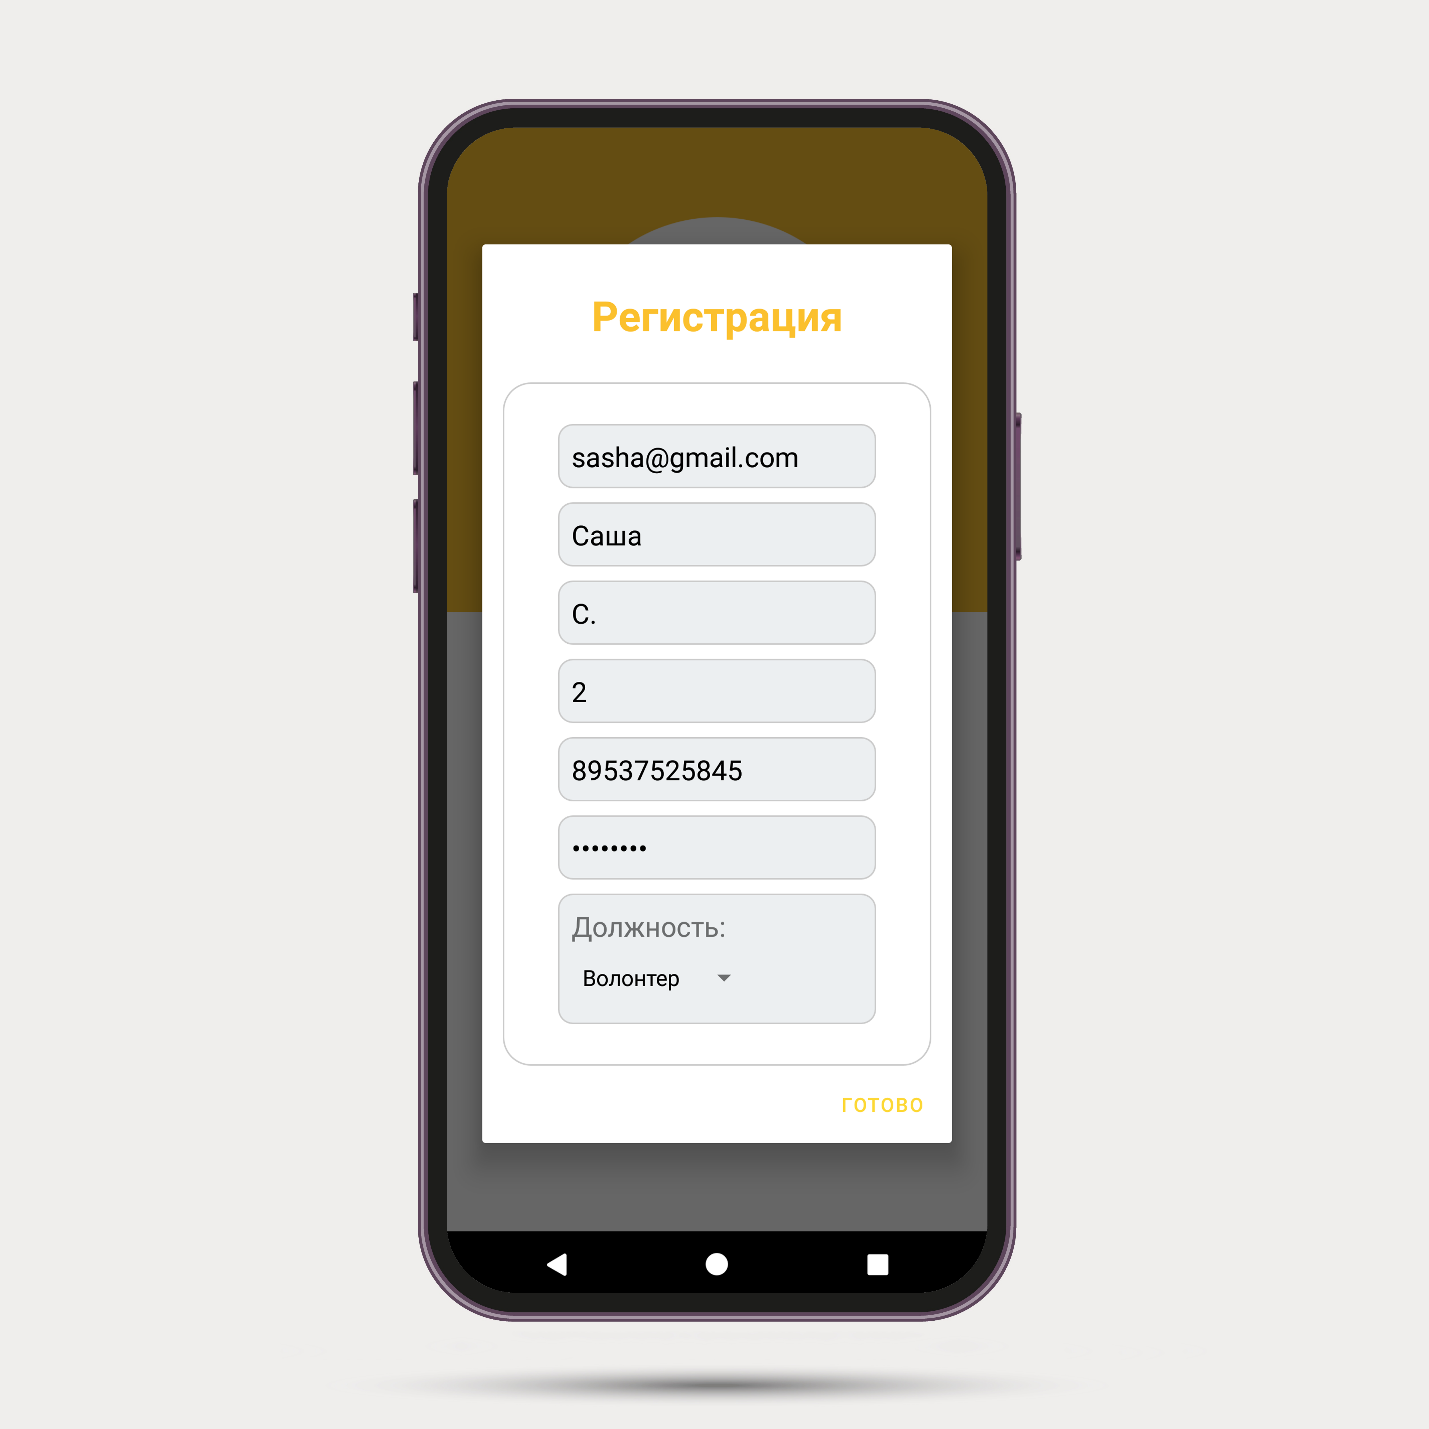 Регистрация
sasha@gmail.com
Саша
С.
2
89537525845
••••••••
Должность:
Волонтер
ГОТОВО